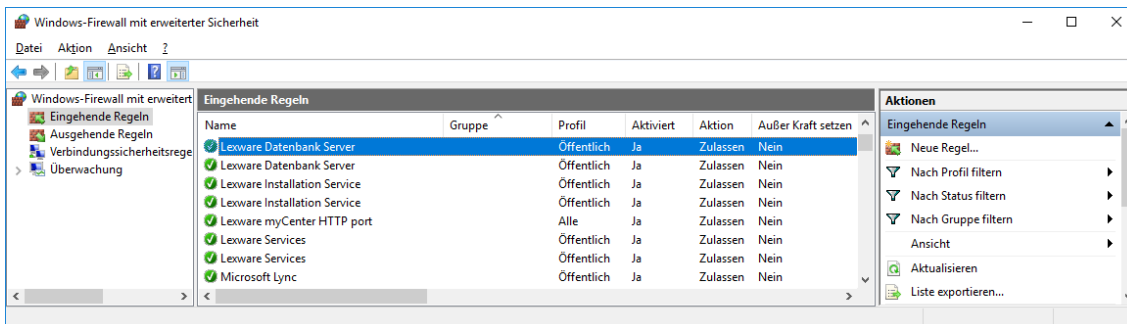 Windows-Firewall mit erweiterter Sicherheit
Datei Aktion Ansicht ?
Windows-Firewall mit erweitert
Eingehende Regeln
Ausgehende Regeln
Verbindungssicherheitsrege
Überwachung
Eingehende Regeln
Name Gruppe Profil Aktiviert Aktion Außer Kraft setzen
Lexware Datenbank Server Öffentlich Ja Zulassen Nein
Lexware Datenbank Server Öffentlich Ja Zulassen Nein
Lexware Installation Service Öffentlich Ja Zulassen Nein
Lexware Installation Service Öffentlich Ja Zulassen Nein
Lexware myCenter HTTP port Alle Ja Zulassen Nein
Lexware Services Öffentlich Ja Zulassen Nein
Lexware Services Öffentlich Ja Zulassen Nein
Microsoft Lync Öffentlich Ja Zulassen Nein
Aktionen
Eingehende Regeln
Neue Regel...
Nach Profil filtern
Nach Status filtern
Nach Gruppe filtern
Ansicht
Aktualisieren
Liste exportieren...